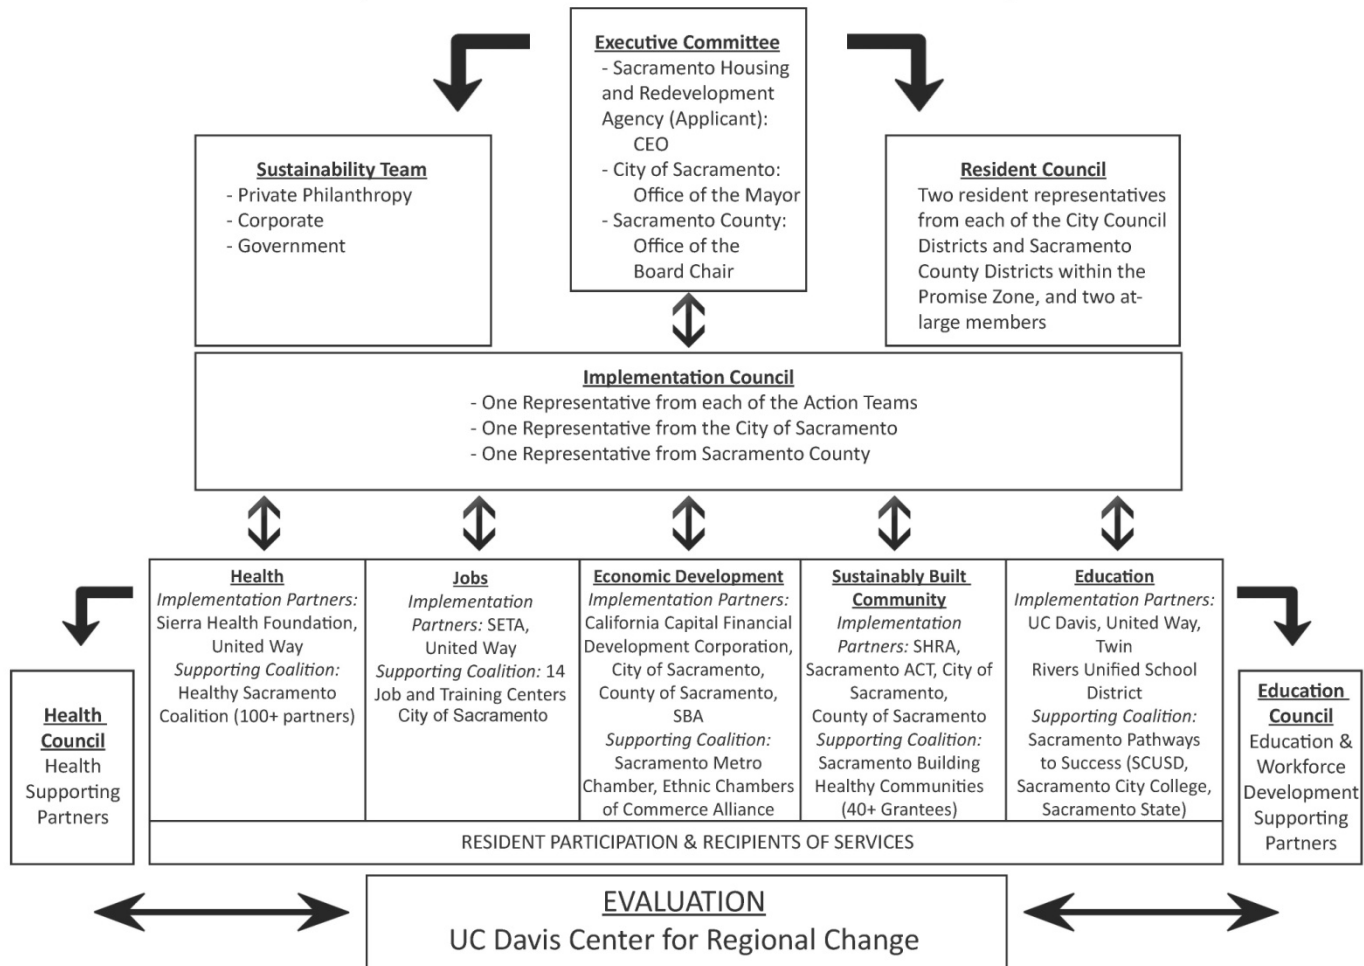 Executive Committee
- Sacramento Housing
and Redevelopment
Agency (Applicant):
CEO
- City of Sacramento:
Office of the Mayor
- Sacramento County:
Office of the
Board Chair
Sustainability Team
- Private Philanthropy
- Corporate
- Government
Resident Council
Two resident representatives
from each of the City Council
Districts and Sacramento
County Districts within the
Promise Zone, and two at-
large members
Implementation Council
- One Representative from each of the Action Teams
- One Representative from the City of Sacramento
- One Representative from Sacramento County
Health
Implementation Partners:
Sierra Health Foundation,
United Way
Supporting Coalition:
Healthy Sacramento
Coalition (100+ partners)
Jobs
Implementation
Partners: SETA,
United Way
Supporting Coalition: 14
Job and Training Centers
City of Sacramento
Economic Development
Implementation Partners:
California Capital Financial
Development Corporation,
City of Sacramento,
County of Sacramento,
SBA
Supporting Coalition:
Sacramento Metro
Chamber, Ethnic Chambers
of Commerce Alliance
Sustainably Built
Community
Implementation
Partners: SHRA,
Sacramento ACT, City of
Sacramento,
County of Sacramento
Supporting Coalition:
Sacramento Building
Healthy Communities
(40+ Grantees)
Education
Implementation Partners:
UC Davis, United Way,
Twin
Rivers Unified School
District
Supporting Coalition:
Sacramento Pathways
to Success (SCUSD,
Sacramento City College,
Sacramento State)
Health
Council
Health
Supporting
Partners
Education
Council
Education &
Workforce
Development
Supporting
Partners
RESIDENT PARTICIPATION & RECIPIENTS OF SERVICES
EVALUATION
UC Davis Center for Regional Change